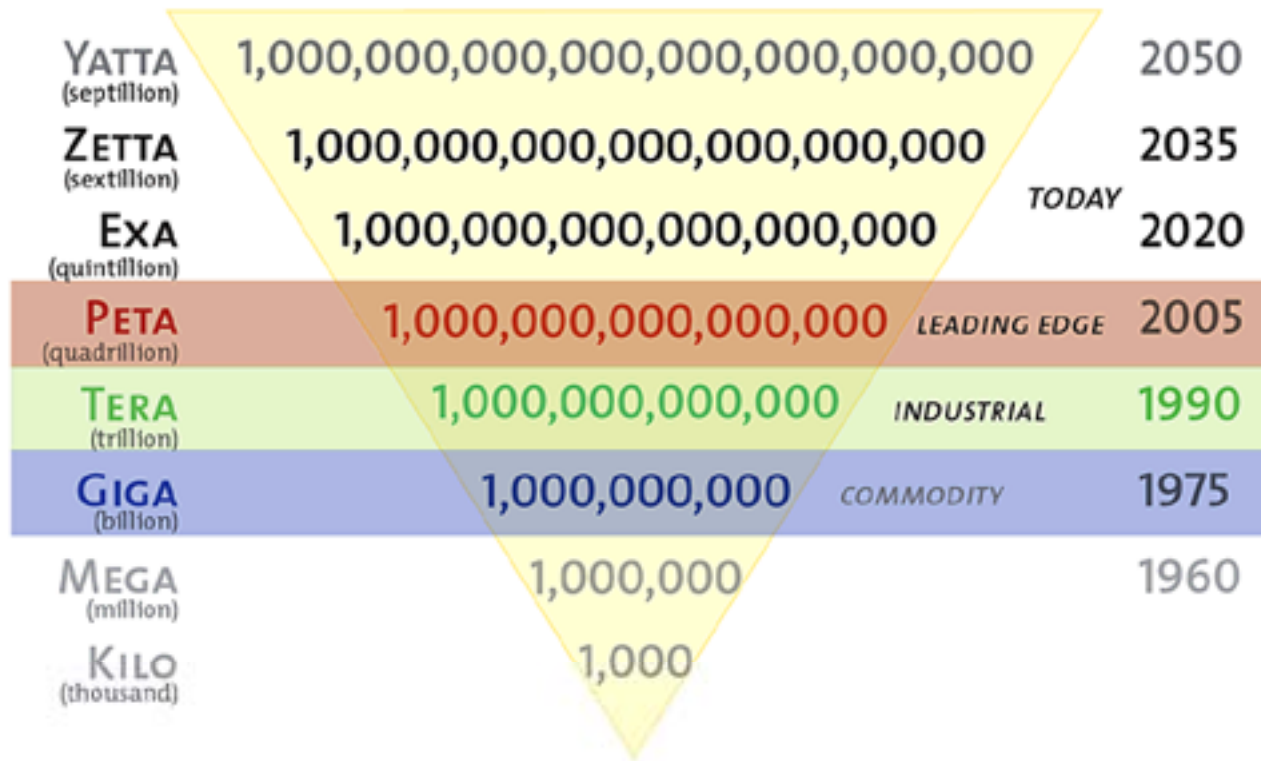 YATTA 1,000,000,000,000,000,000,000,000 2050
(septillion)
ZETTA 1,000,000,000,000,000,000,000 2035
(sextillion)
TODAY
EXA 1,000,000,000,000,000,000 2020
(quintillion)
PETA 1,000,000,000,000,000 LEADING EDGE 2005
(quadrillion)
TERA 1,000,000,000,000 INDUSTRIAL 1990
(trillion)
GIGA 1,000,000,000 COMMODITY 1975
(billion)
MEGA 1,000,000 1960
(million)
KILO 1,000
(thousand)